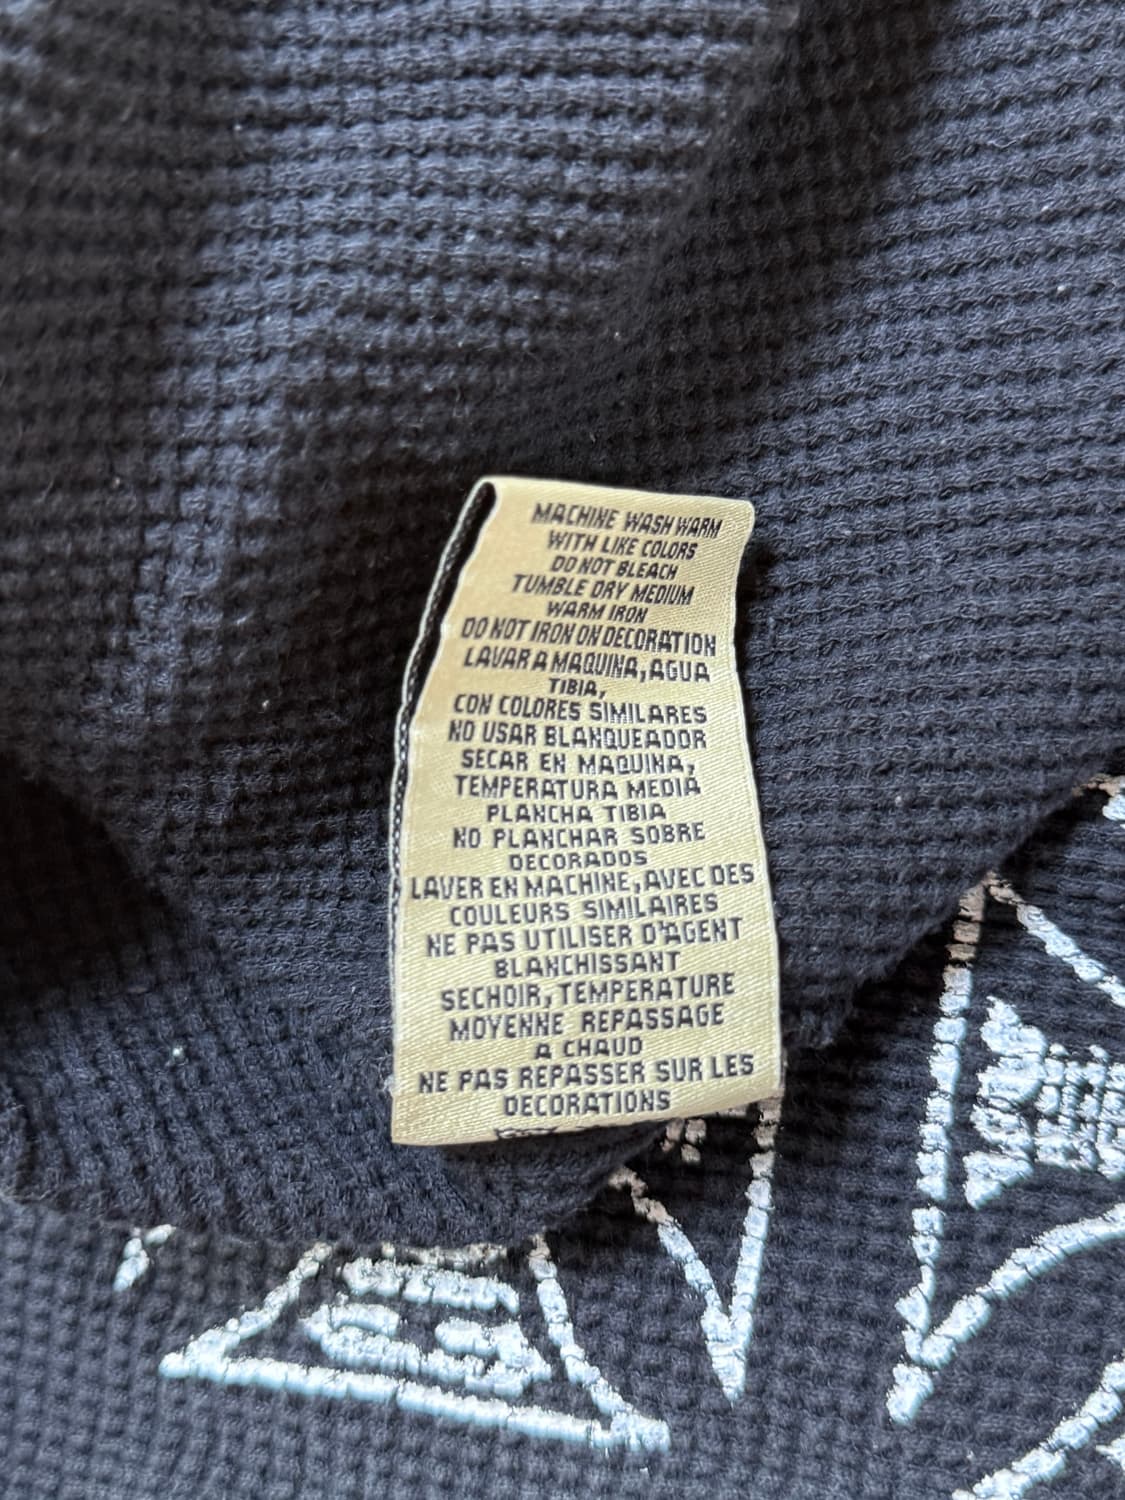 MACHINE WASH WARM
WITH LIKE COLORS
DO NOT BLEACH
TUMBLE DRY MEDIUM
WARM IRON
DO NOT IRON ON DECORATION
LAVAR A MAQUINA, AGUA
TIBIA,
CON COLORES SIMILARES
NO USAR BLANQUEADOR
SECAR EN MAQUINA,
TEMPERATURA MEDIA
PLANCHA TIBIA
NO PLANCHAR SOBRE
DECORADOS
LAVER EN MACHINE, AVEC DES
COULEURS SIMILAIRES
NE PAS UTILISER D'AGENT
BLANCHISSANT
SECHOIR, TEMPERATURE
MOYENNE REPASSAGE
A CHAUD
NE PAS REPASSER SUR LES
DECORATIONS